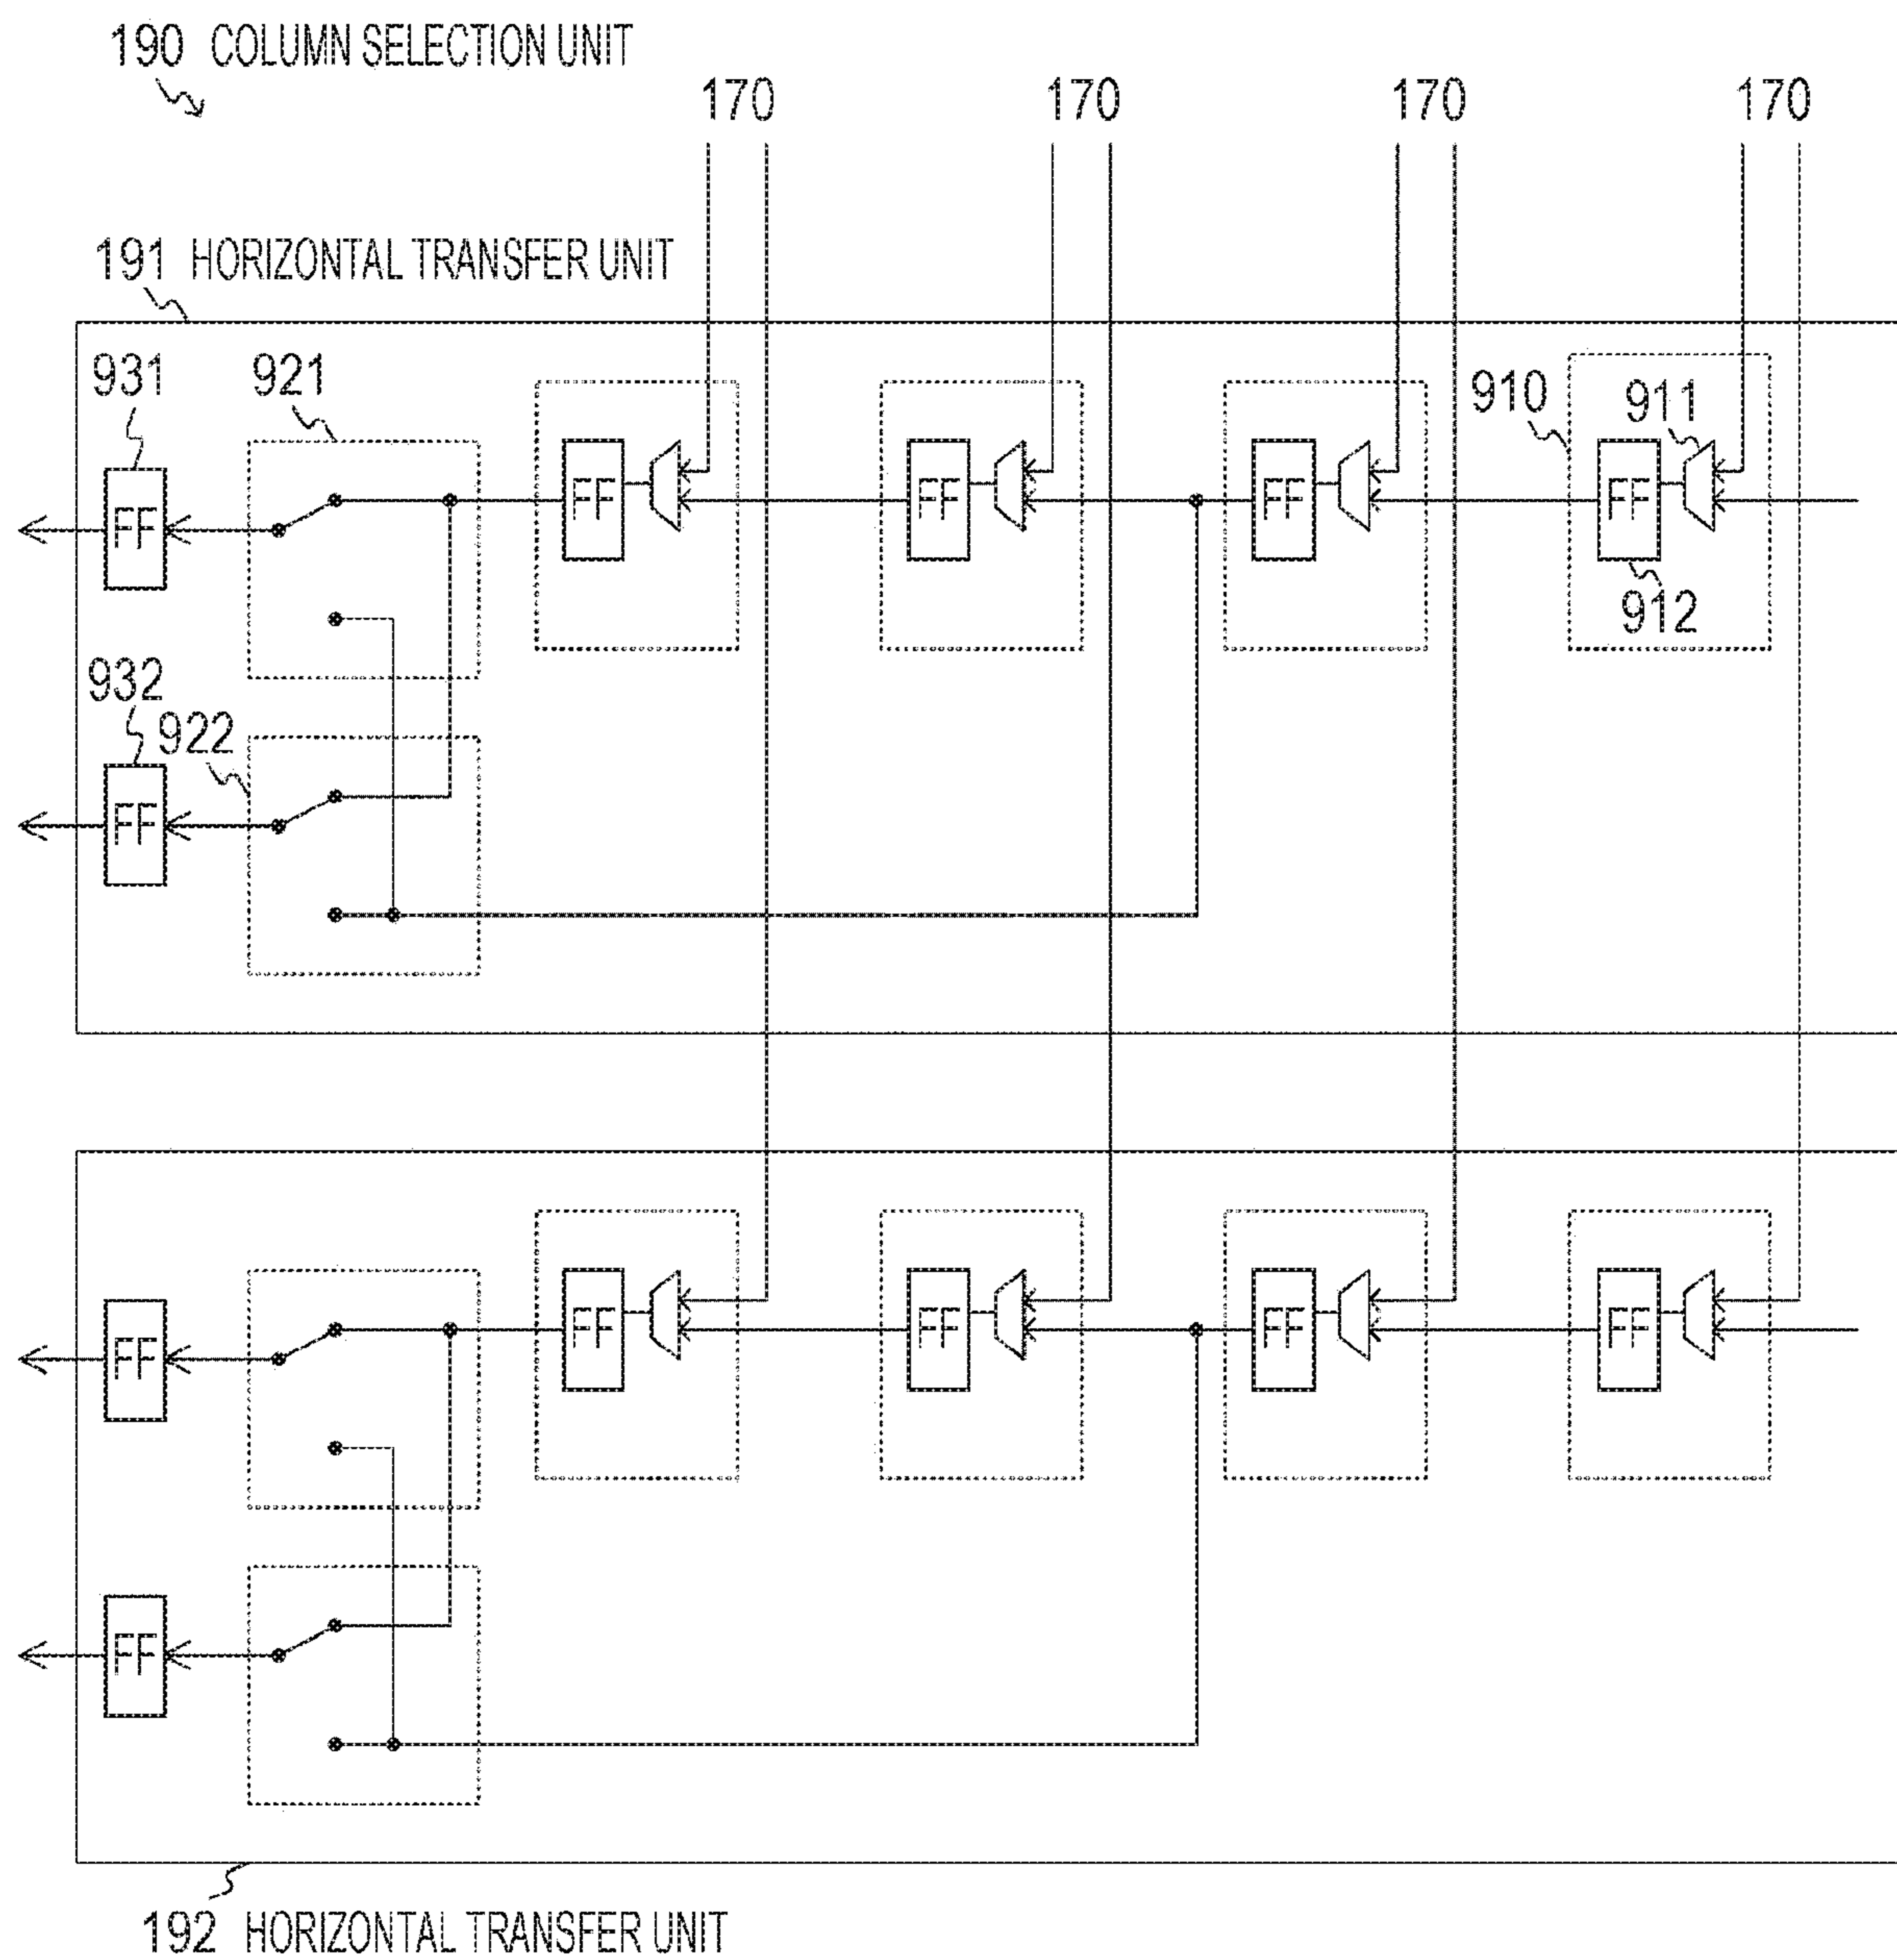 190 COLUMN SELECTION UNIT
170 170 170 170
191 HORIZONTAL TRANSFER UNIT
931 921 910 911
FF FF FF FF FF
912
932
922
FF
FF FF FF FF FF
FF
192 HORIZONTAL TRANSFER UNIT